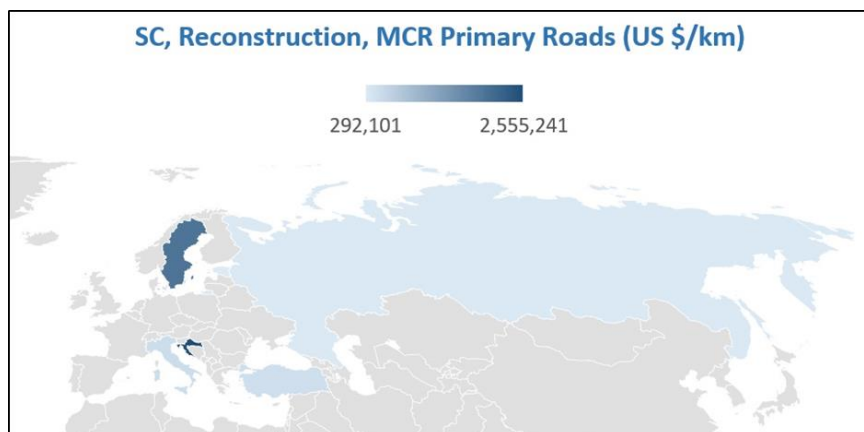 SC, Reconstruction, MCR Primary Roads (US $/km)
292,101 2,555,241